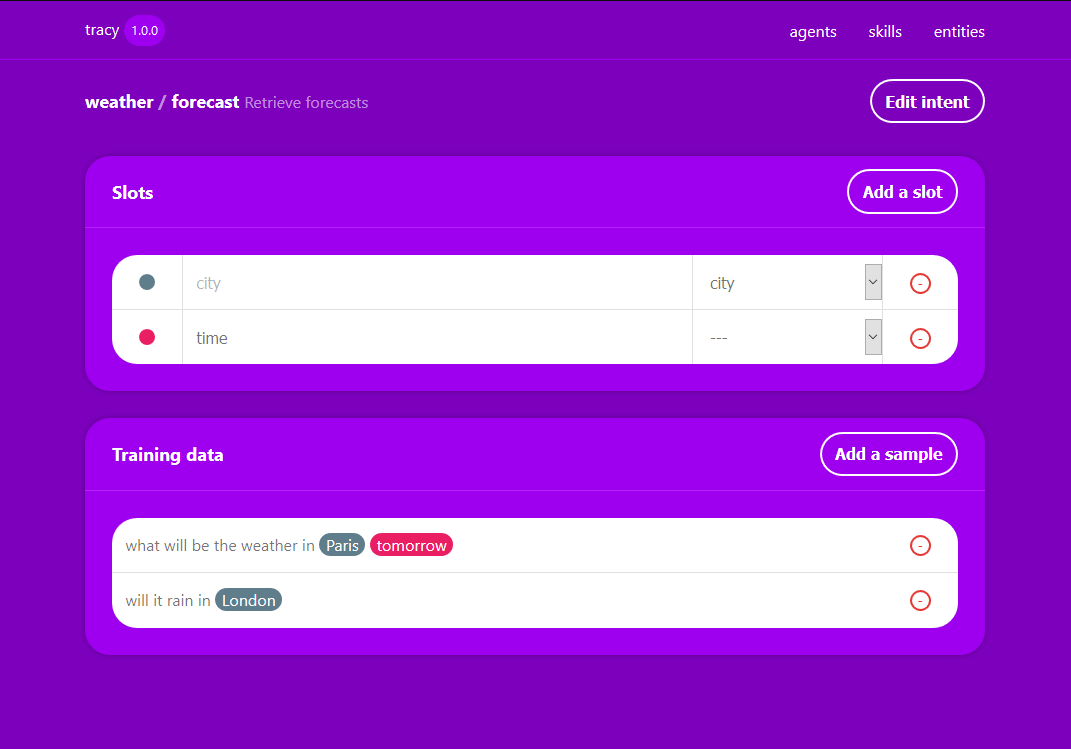 tracy 1.0.0 agents skills entities
weather / forecast Retrieve forecasts Edit intent
Slots Add a slot
city city -
time --- -
Training data Add a sample
what will be the weather in Paris tomorrow -
will it rain in London -